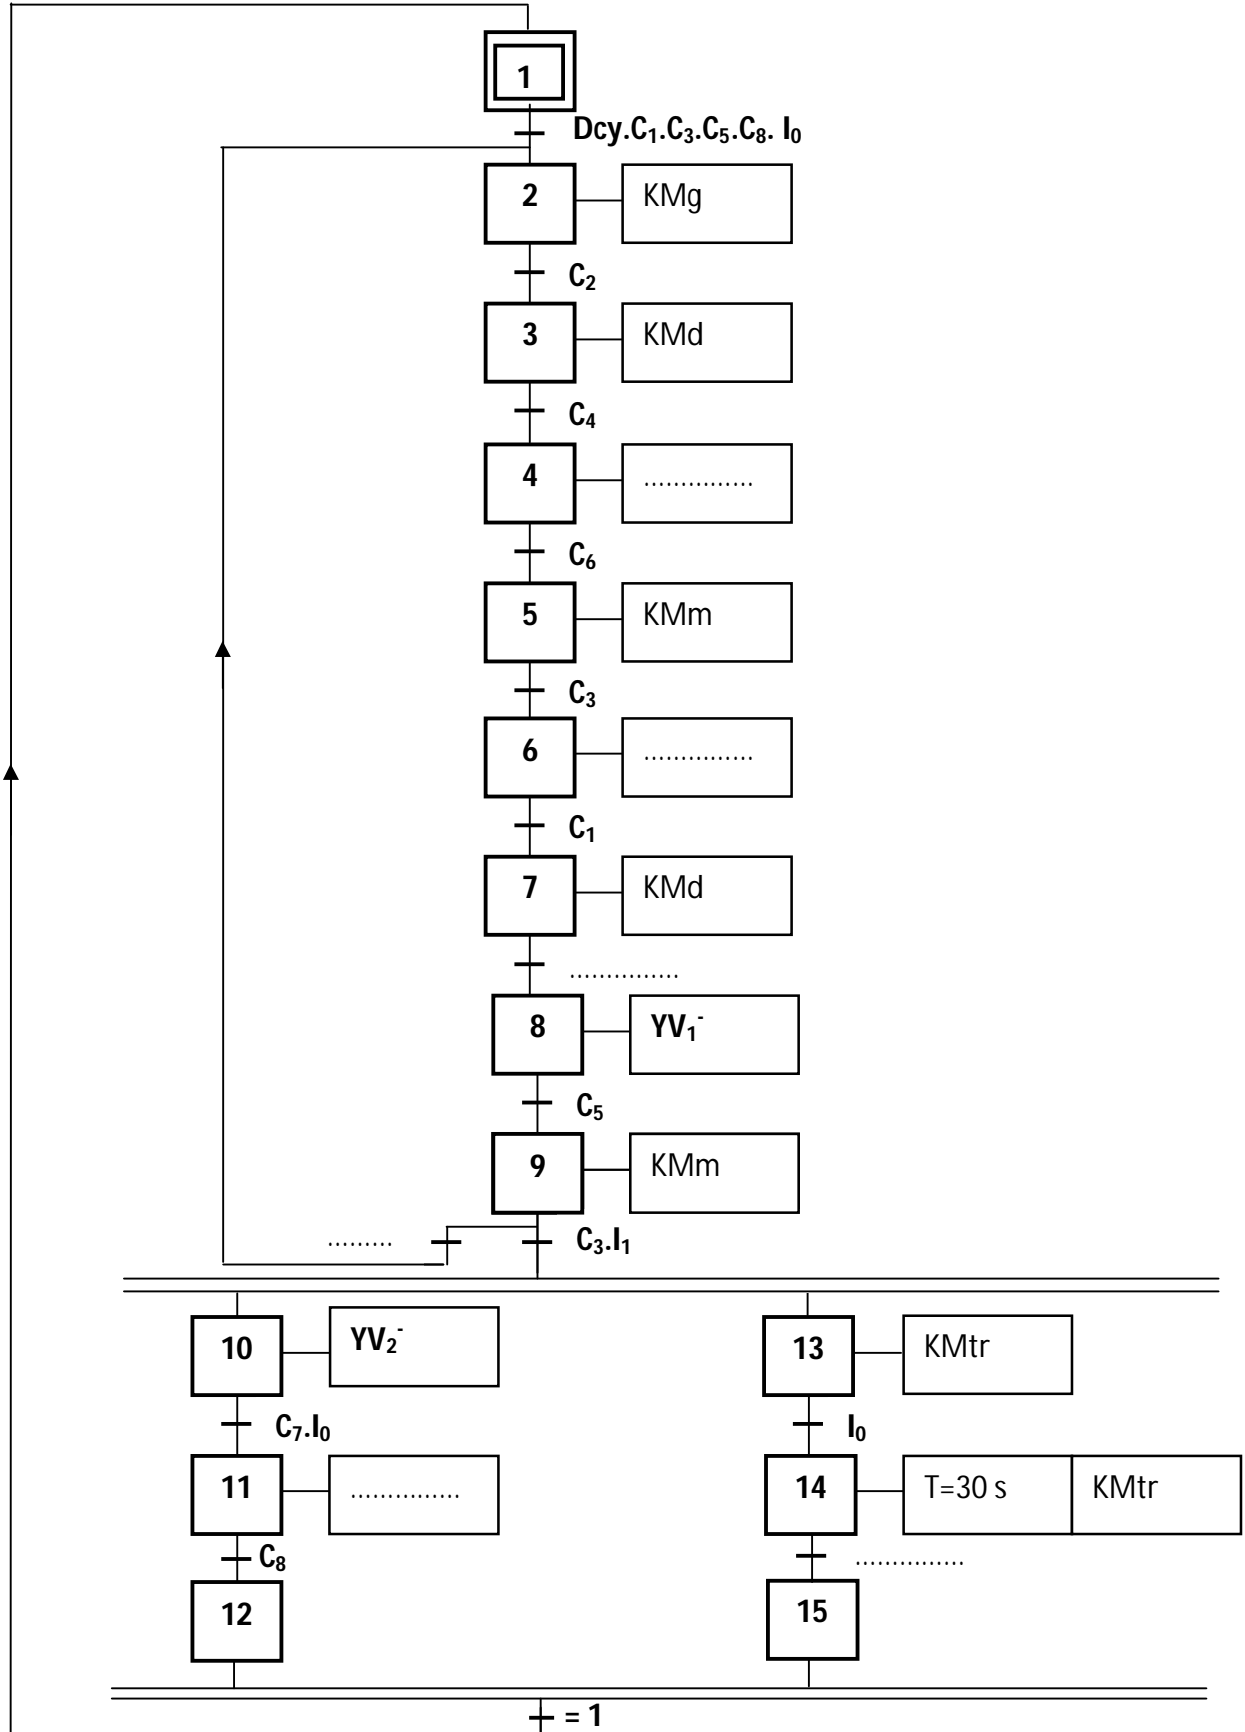 1
Dcy.C₁.C₃.C₅.C₈. I₀
2 KMg
C₂
3 KMd
C₄
4 ...............
C₆
5 KMm
C₃
6 ...............
C₁
7 KMd
...............
8 YV₁⁻
C₅
9 KMm
......... C₃.I₁
10 YV₂⁻ 13 KMtr
C₇.I₀ I₀
11 ............... 14 T=30 s KMtr
C₈ ...............
12 15
= 1